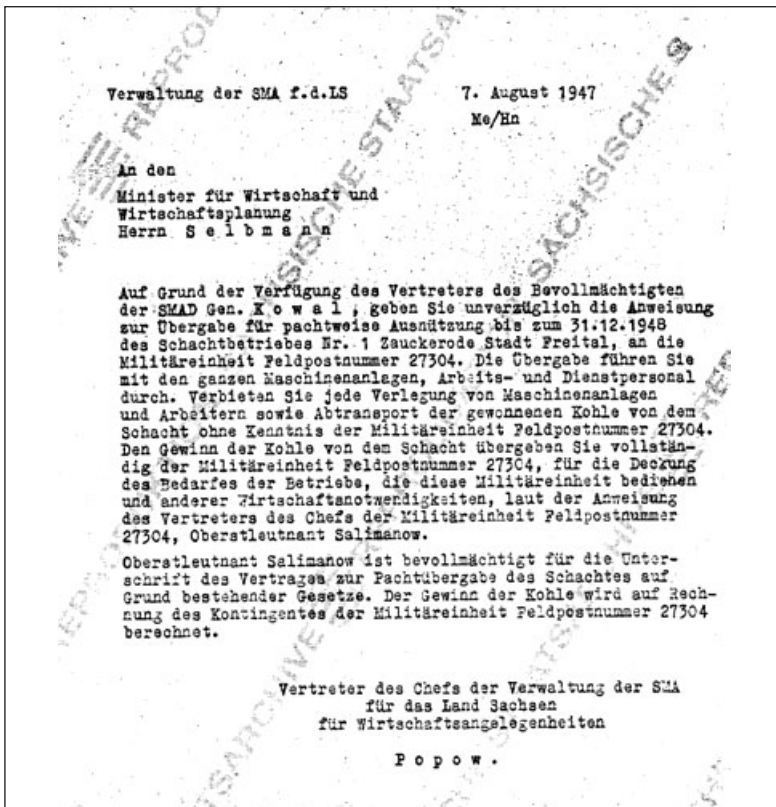 Verwaltung der SMA f.d.LS 7. August 1947
Me/Hn
An den
Minister für Wirtschaft und
Wirtschaftsplanung
Herrn S e l b m a n n
Auf Grund der Verfügung des Vertreters des Bevollmächtigten
der SMAD Gen. K o w a l , geben Sie unverzüglich die Anweisung
zur Übergabe für pachtweise Ausnützung bis zum 31.12.1948
des Schachtbetriebes Nr. 1 Zauckerode Stadt Freital, an die
Militäreinheit Feldpostnummer 27304. Die Übergabe führen Sie
mit den ganzen Maschinenanlagen, Arbeits- und Dienstpersonal
durch. Verbieten Sie jede Verlegung von Maschinenanlagen
und Arbeitern sowie Abtransport der gewonnenen Kohle von dem
Schacht ohne Kenntnis der Militäreinheit Feldpostnummer 27304.
Den Gewinn der Kohle von dem Schacht übergeben Sie vollstän-
dig der Militäreinheit Feldpostnummer 27304, für die Deckung
des Bedarfes der Betriebe, die diese Militäreinheit bedienen
und anderer Wirtschaftsnotwendigkeiten, laut der Anweisung
des Vertreters des Chefs der Militäreinheit Feldpostnummer
27304, Oberstleutnant Salimanow.
Oberstleutnant Salimanow ist bevollmächtigt für die Unter-
schrift des Vertrages zur Pachtübergabe des Schachtes auf
Grund bestehender Gesetze. Der Gewinn der Kohle wird auf Rech-
nung des Kontingentes der Militäreinheit Feldpostnummer 27304
berechnet.
Vertreter des Chefs der Verwaltung der SMA
für das Land Sachsen
für Wirtschaftsangelegenheiten
P o p o w .